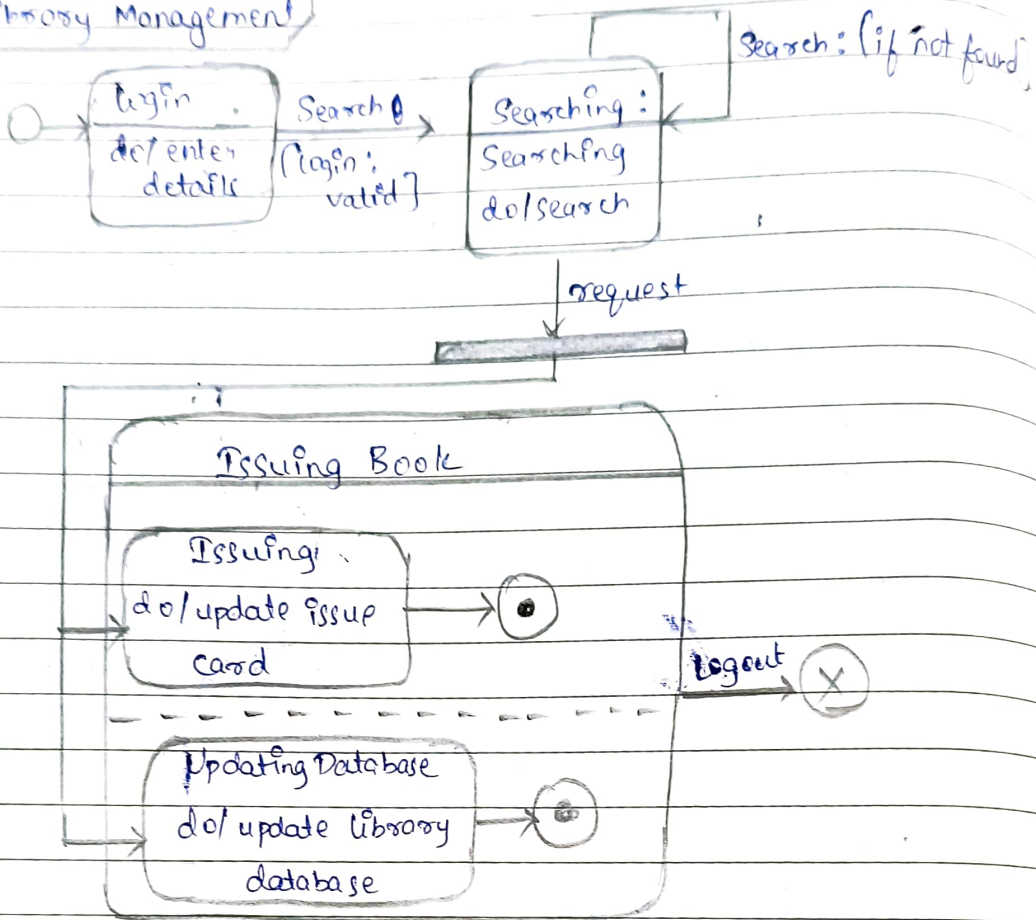 brary Management
Search: [if not found]
Login
Search
Searching:
do/enter
details
[login:
valid]
Searching
do/search
request
Issuing Book
Issuing
do/update issue
card
Logout
X
Updating Database
do/update library
database